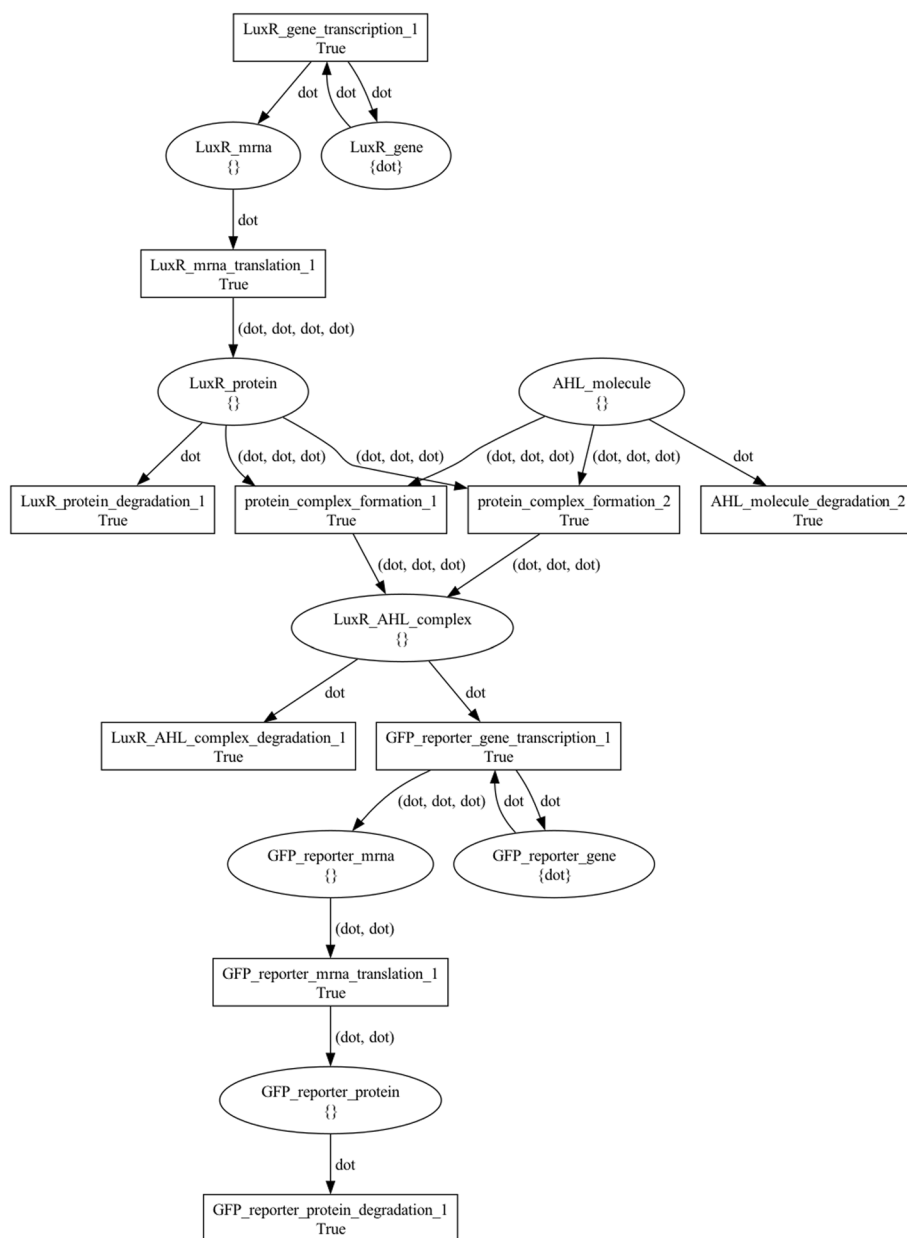 LuxR_gene_transcription_1
True
dot
dot
dot
LuxR_mrna
{}
LuxR_gene
{dot}
dot
LuxR_mrna_translation_1
True
(dot, dot, dot, dot)
LuxR_protein
{}
AHL_molecule
{}
dot
(dot, dot, dot)
(dot, dot, dot)
(dot, dot, dot)
(dot, dot, dot)
dot
LuxR_protein_degradation_1
True
protein_complex_formation_1
True
protein_complex_formation_2
True
AHL_molecule_degradation_2
True
(dot, dot, dot)
(dot, dot, dot)
LuxR_AHL_complex
{}
dot
dot
LuxR_AHL_complex_degradation_1
True
GFP_reporter_gene_transcription_1
True
(dot, dot, dot)
dot
dot
GFP_reporter_mrna
{}
GFP_reporter_gene
{dot}
(dot, dot)
GFP_reporter_mrna_translation_1
True
(dot, dot)
GFP_reporter_protein
{}
dot
GFP_reporter_protein_degradation_1
True